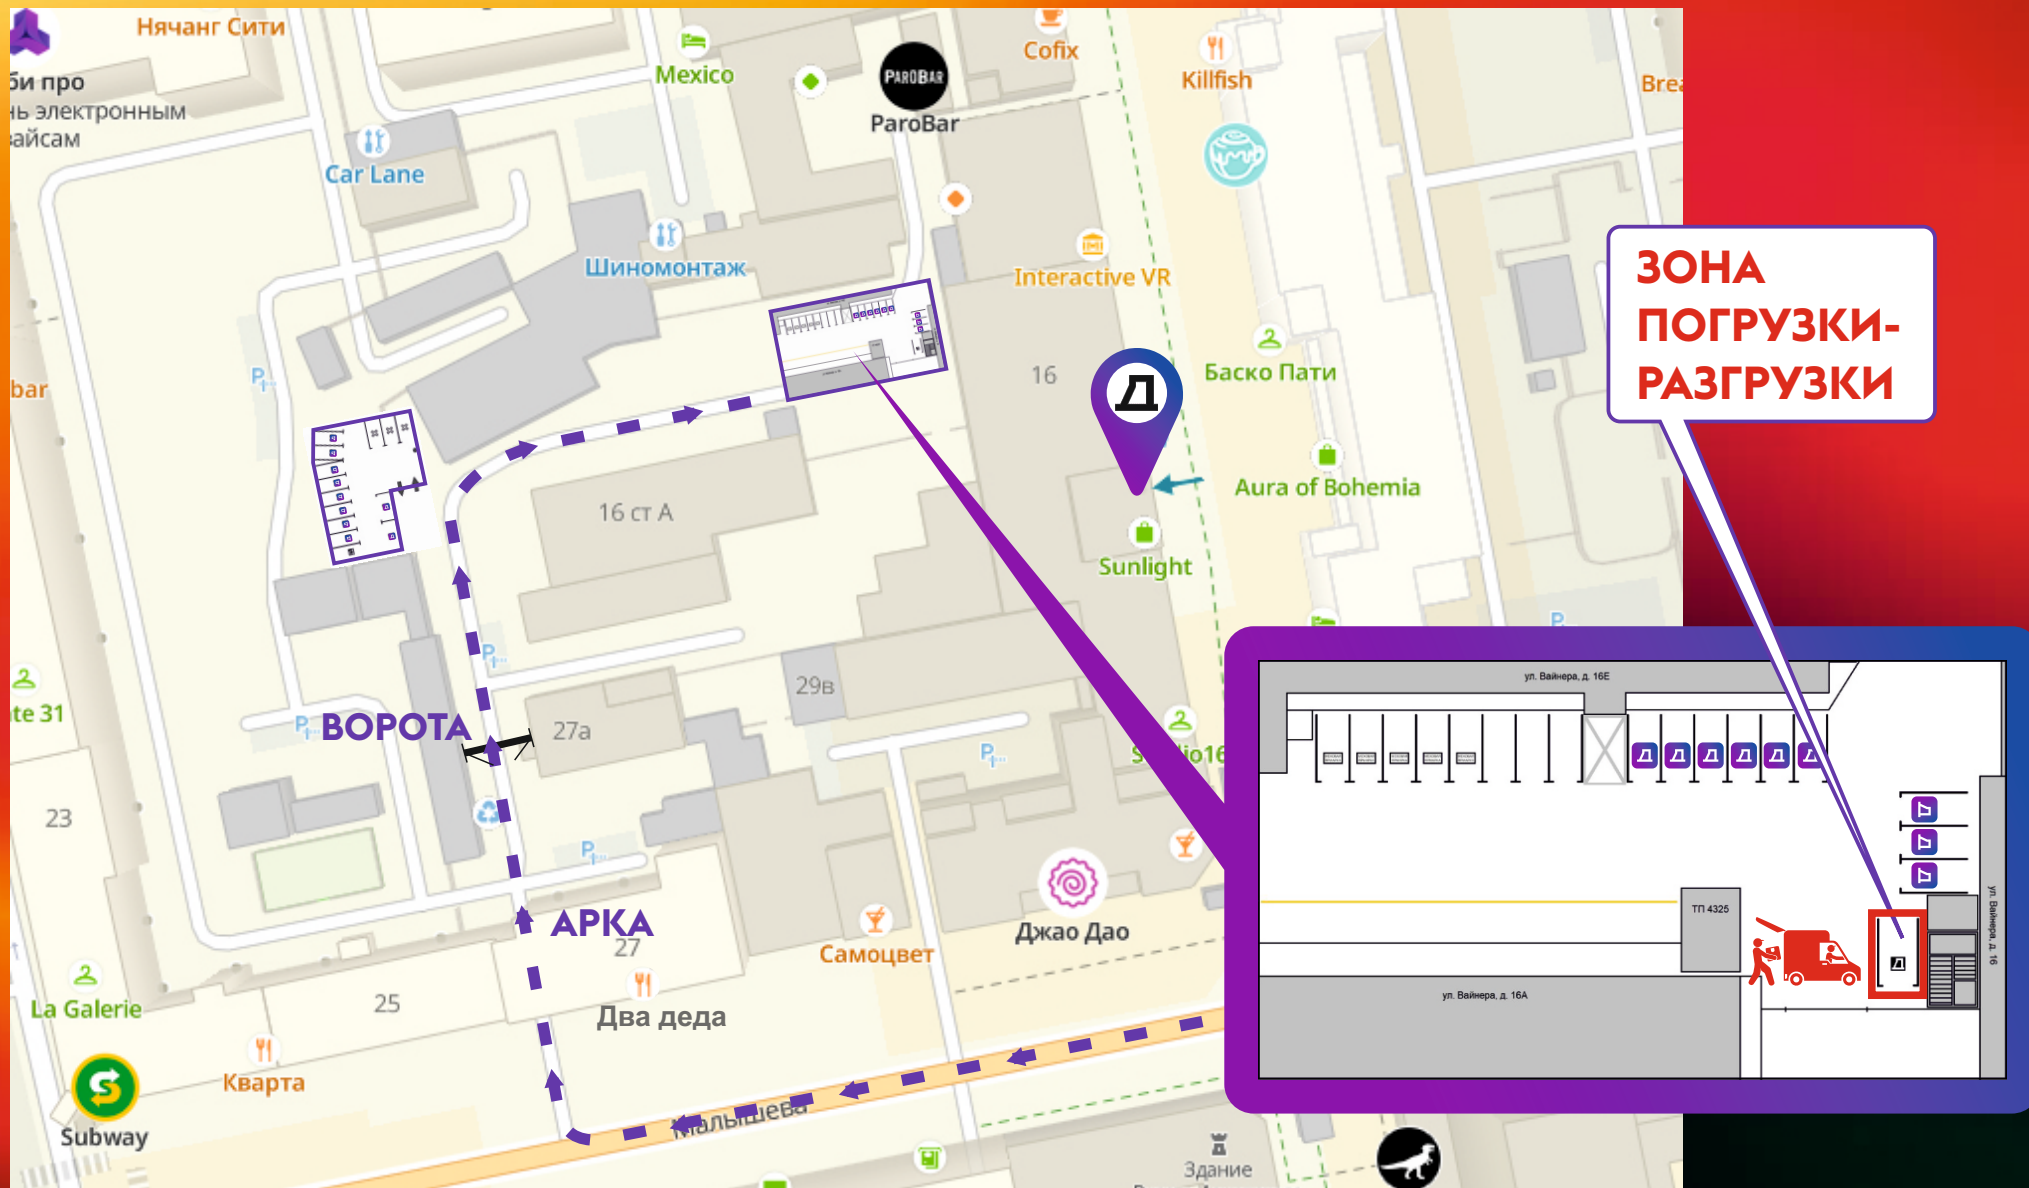 Нячанг Сити
би про
нь электронным
вайсам
Mexico
PAROBAR
ParoBar
Cofix
Killfish
Brea
Car Lane
Шиномонтаж
Interactive VR
ЗОНА
ПОГРУЗКИ-
РАЗГРУЗКИ
bar
P
16
Д
Баско Пати
Aura of Bohemia
16 ст А
Sunlight
P
P
te 31
29в
ВОРОТА
P
27а
P
23
P
АРКА
27
Самоцвет
Джао Дао
La Galerie
25
Два деда
Кварта
Subway
Малышева
Здание
ул. Вайнера, д. 16Е
Д Д Д Д Д Д
Д
Д
Д
ТП 4325
ул. Вайнера, д. 16
Д
ул. Вайнера, д. 16А